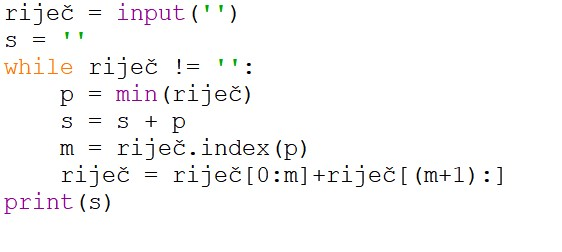 riječ = input('')
s = ''
while riječ != '':
    p = min(riječ)
    s = s + p
    m = riječ.index(p)
    riječ = riječ[0:m]+riječ[(m+1):]
print(s)